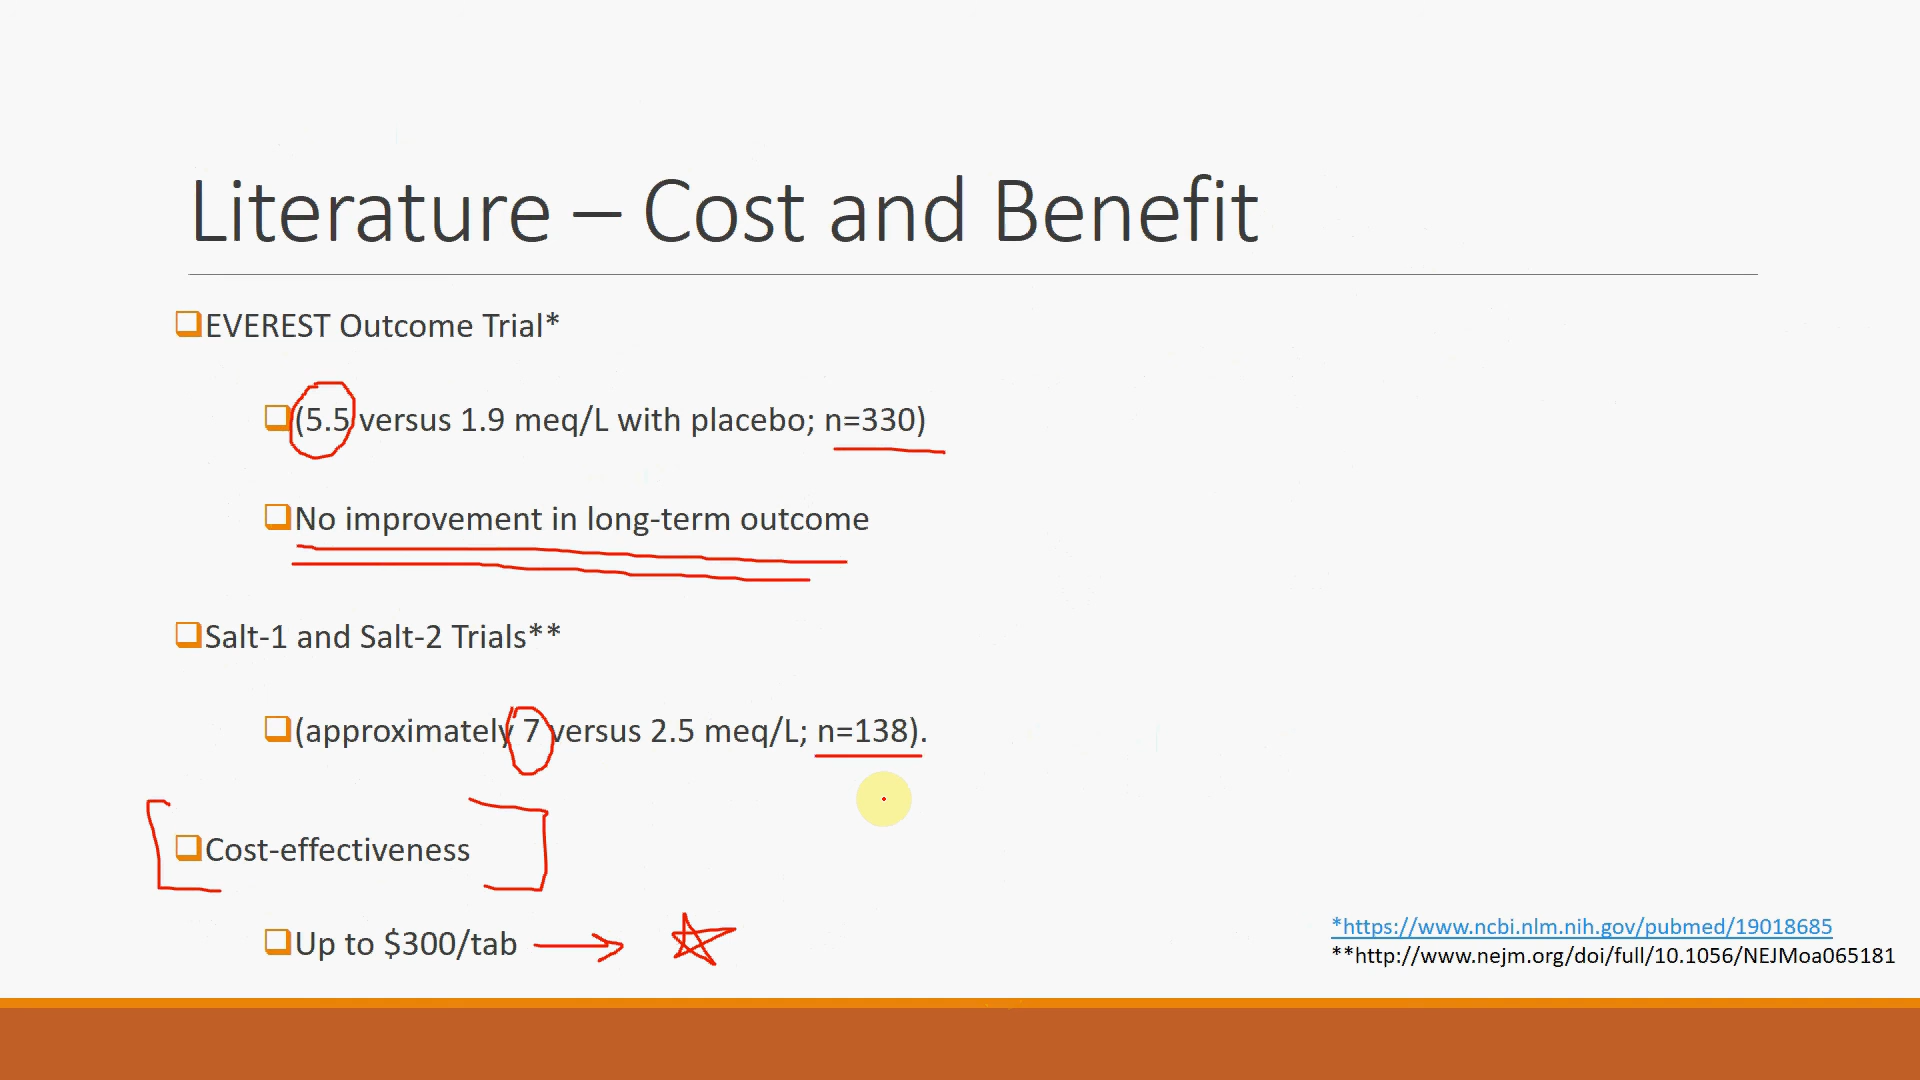 Literature – Cost and Benefit
EVEREST Outcome Trial*
(5.5 versus 1.9 meq/L with placebo; n=330)
No improvement in long-term outcome
Salt-1 and Salt-2 Trials**
(approximately 7 versus 2.5 meq/L; n=138).
Cost-effectiveness
Up to $300/tab
*https://www.ncbi.nlm.nih.gov/pubmed/19018685
**http://www.nejm.org/doi/full/10.1056/NEJMoa065181